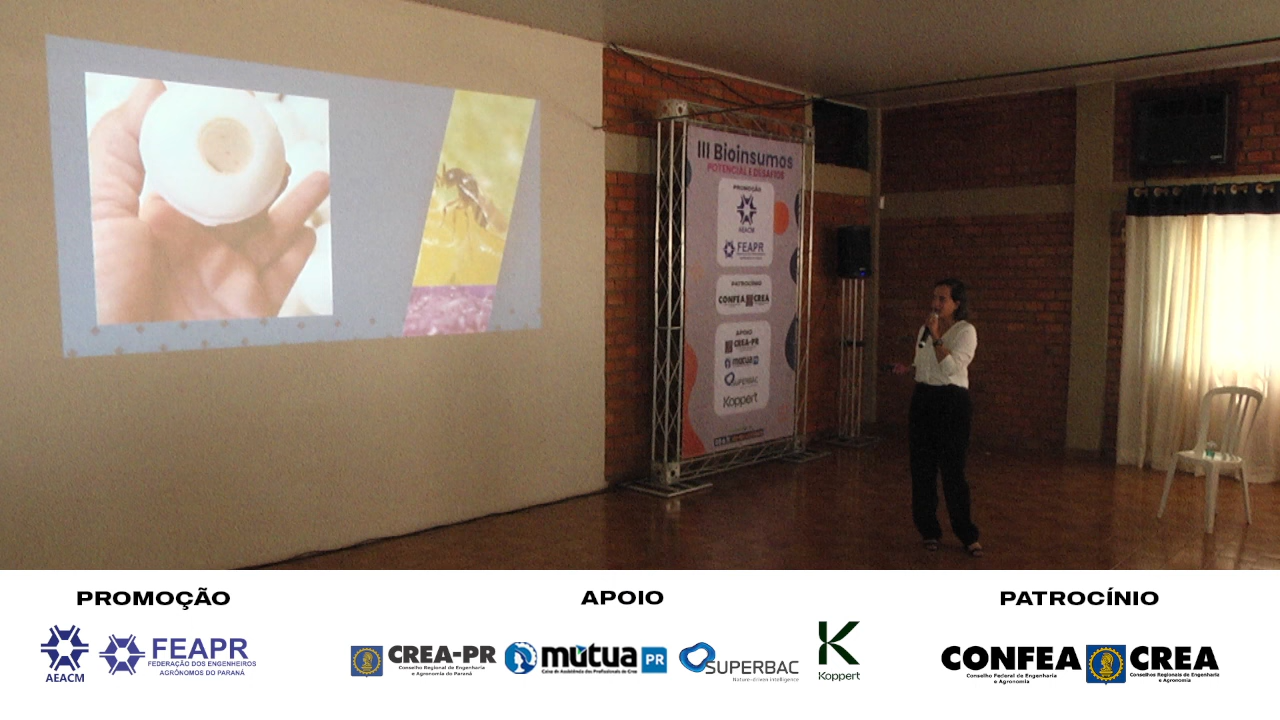 III Bioinsumos
POTENCIAL E DESAFIOS
PROMOÇÃO
AEACM
FEAPR
PATROCÍNIO
CONFEA CREA
APOIO
CREA-PR
mútua PR
SUPERBAC
Koppert
PROMOÇÃO
AEACM
FEAPR
FEDERAÇÃO DOS ENGENHEIROS
AGRÔNOMOS DO PARANÁ
APOIO
CREA-PR
Conselho Regional de Engenharia
e Agronomia do Paraná
mútua PR
Caixa de Assistência dos Profissionais do Crea
SUPERBAC
Nature-driven intelligence
K
Koppert
PATROCÍNIO
CONFEA
Conselho Federal de Engenharia
e Agronomia
CREA
Conselhos Regionais de Engenharia
e Agronomia